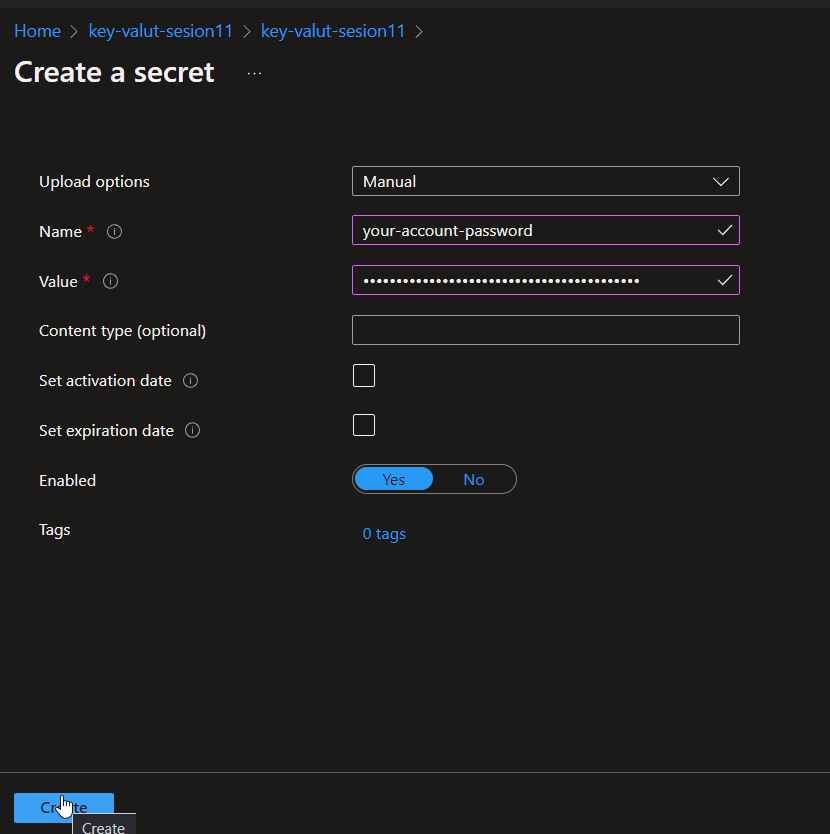 Home > key-valut-sesion11 > key-valut-sesion11 >
Create a secret ...
Upload options Manual
Name * your-account-password
Value * ••••••••••••••••••••••••••••••••••••••••••
Content type (optional)
Set activation date
Set expiration date
Enabled Yes No
Tags 0 tags
Create
Create